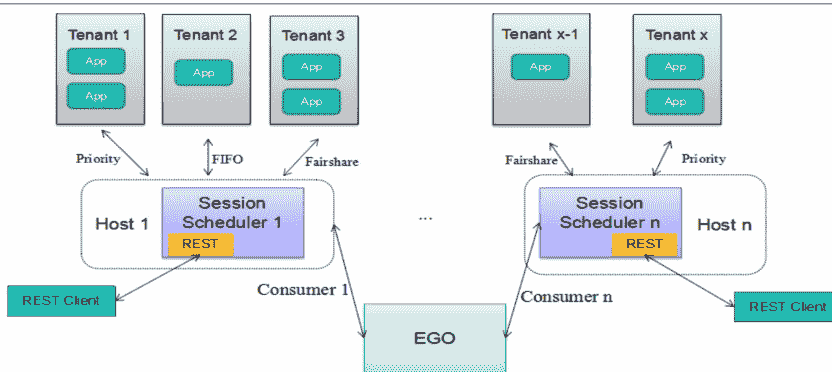 Tenant 1
App
App
Tenant 2
App
Tenant 3
App
App
Tenant x-1
App
Tenant x
App
App
Priority
FIFO
Fairshare
Fairshare
Priority
Host 1
Session
Scheduler 1
REST
...
Session
Scheduler n
REST
Host n
REST Client
Consumer 1
Consumer n
REST Client
EGO